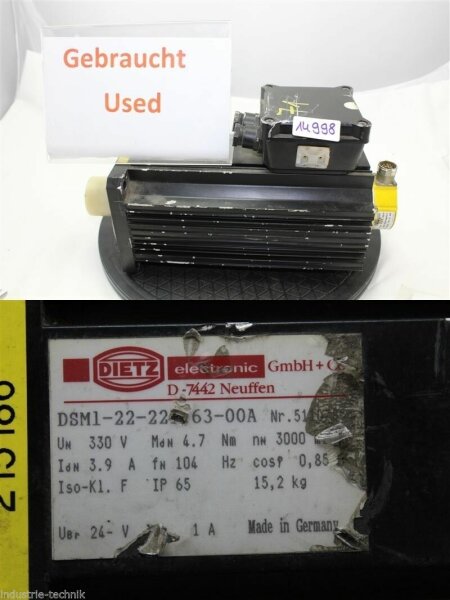 Gebraucht
Used
14998
DIETZ electronic GmbH + Co
D-7442 Neuffen
DSM1-22-22 63-00A Nr.
UN 330 V MdN 4.7 Nm nN 3000
IdN 3.9 A fN 104 Hz cosφ 0,85
Iso-Kl. F IP 65 15,2 kg
UBr 24- V 1 A Made in Germany
industrie-technik